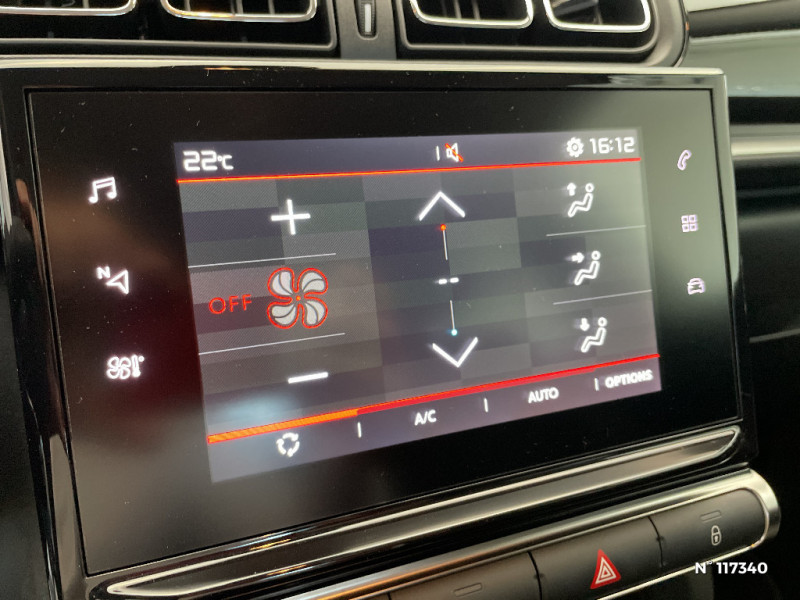 22°C 16:12
N
OFF
A/C AUTO OPTIONS
N° 117340